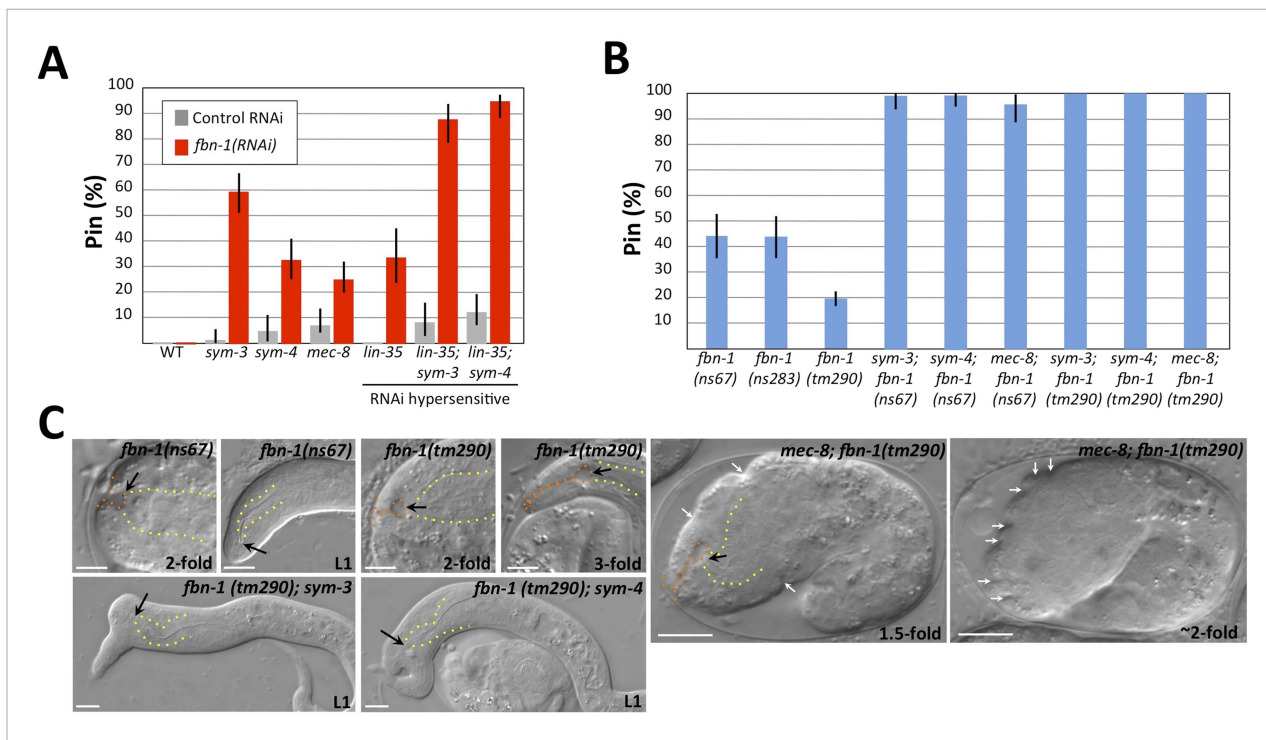 A
Pin (%)
100
90
80
70
60
50
40
30
20
10
Control RNAi
fbn-1(RNAi)
WT sym-3 sym-4 mec-8 lin-35 lin-35; lin-35;
sym-3 sym-4
RNAi hypersensitive
B
Pin (%)
100
90
80
70
60
50
40
30
20
10
fbn-1 fbn-1 fbn-1 sym-3; sym-4; mec-8; sym-3; sym-4; mec-8;
(ns67) (ns283) (tm290) fbn-1 fbn-1 fbn-1 fbn-1 fbn-1 fbn-1
(ns67) (ns67) (ns67) (tm290) (tm290) (tm290)
C
fbn-1(ns67)
2-fold
fbn-1(ns67)
L1
fbn-1(tm290)
2-fold
fbn-1(tm290)
3-fold
mec-8; fbn-1(tm290)
1.5-fold
mec-8; fbn-1(tm290)
~2-fold
fbn-1 (tm290); sym-3
L1
fbn-1 (tm290); sym-4
L1